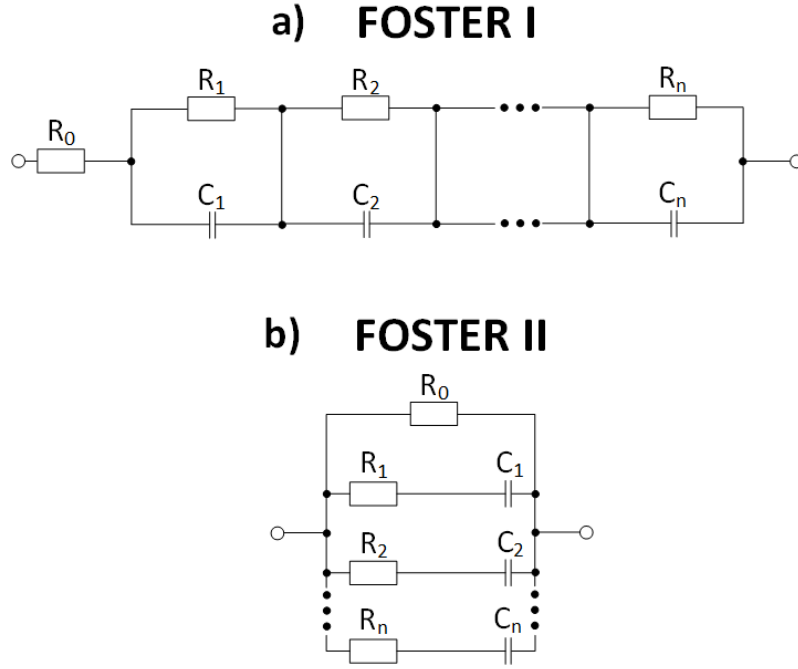 a) FOSTER I
R₁ R₂ Rₙ
R₀
C₁ C₂ Cₙ
b) FOSTER II
R₀
R₁ C₁
R₂ C₂
Rₙ Cₙ